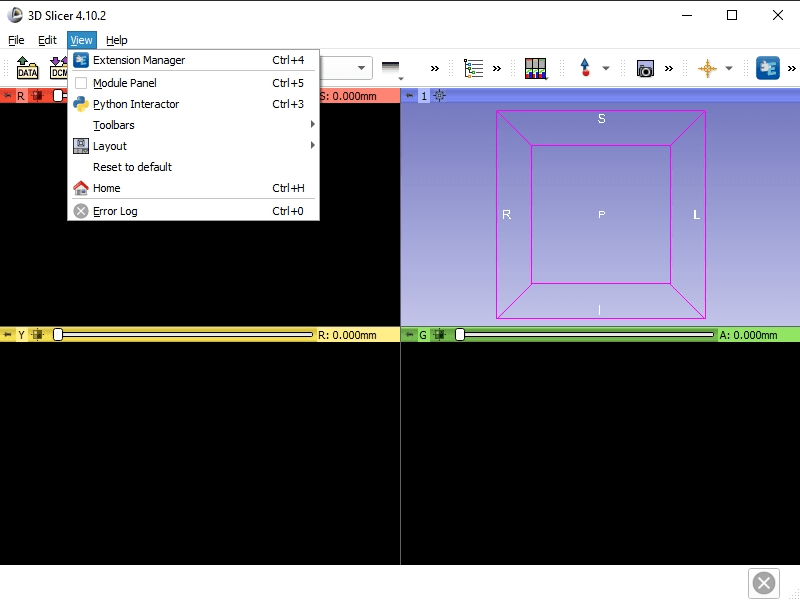 3D Slicer 4.10.2
File Edit View Help
Extension Manager Ctrl+4
Module Panel Ctrl+5
Python Interactor Ctrl+3
Toolbars
Layout
Reset to default
Home Ctrl+H
Error Log Ctrl+0
DATA DCM
R S: 0.000mm
1
S
R P L
I
Y R: 0.000mm
G A: 0.000mm